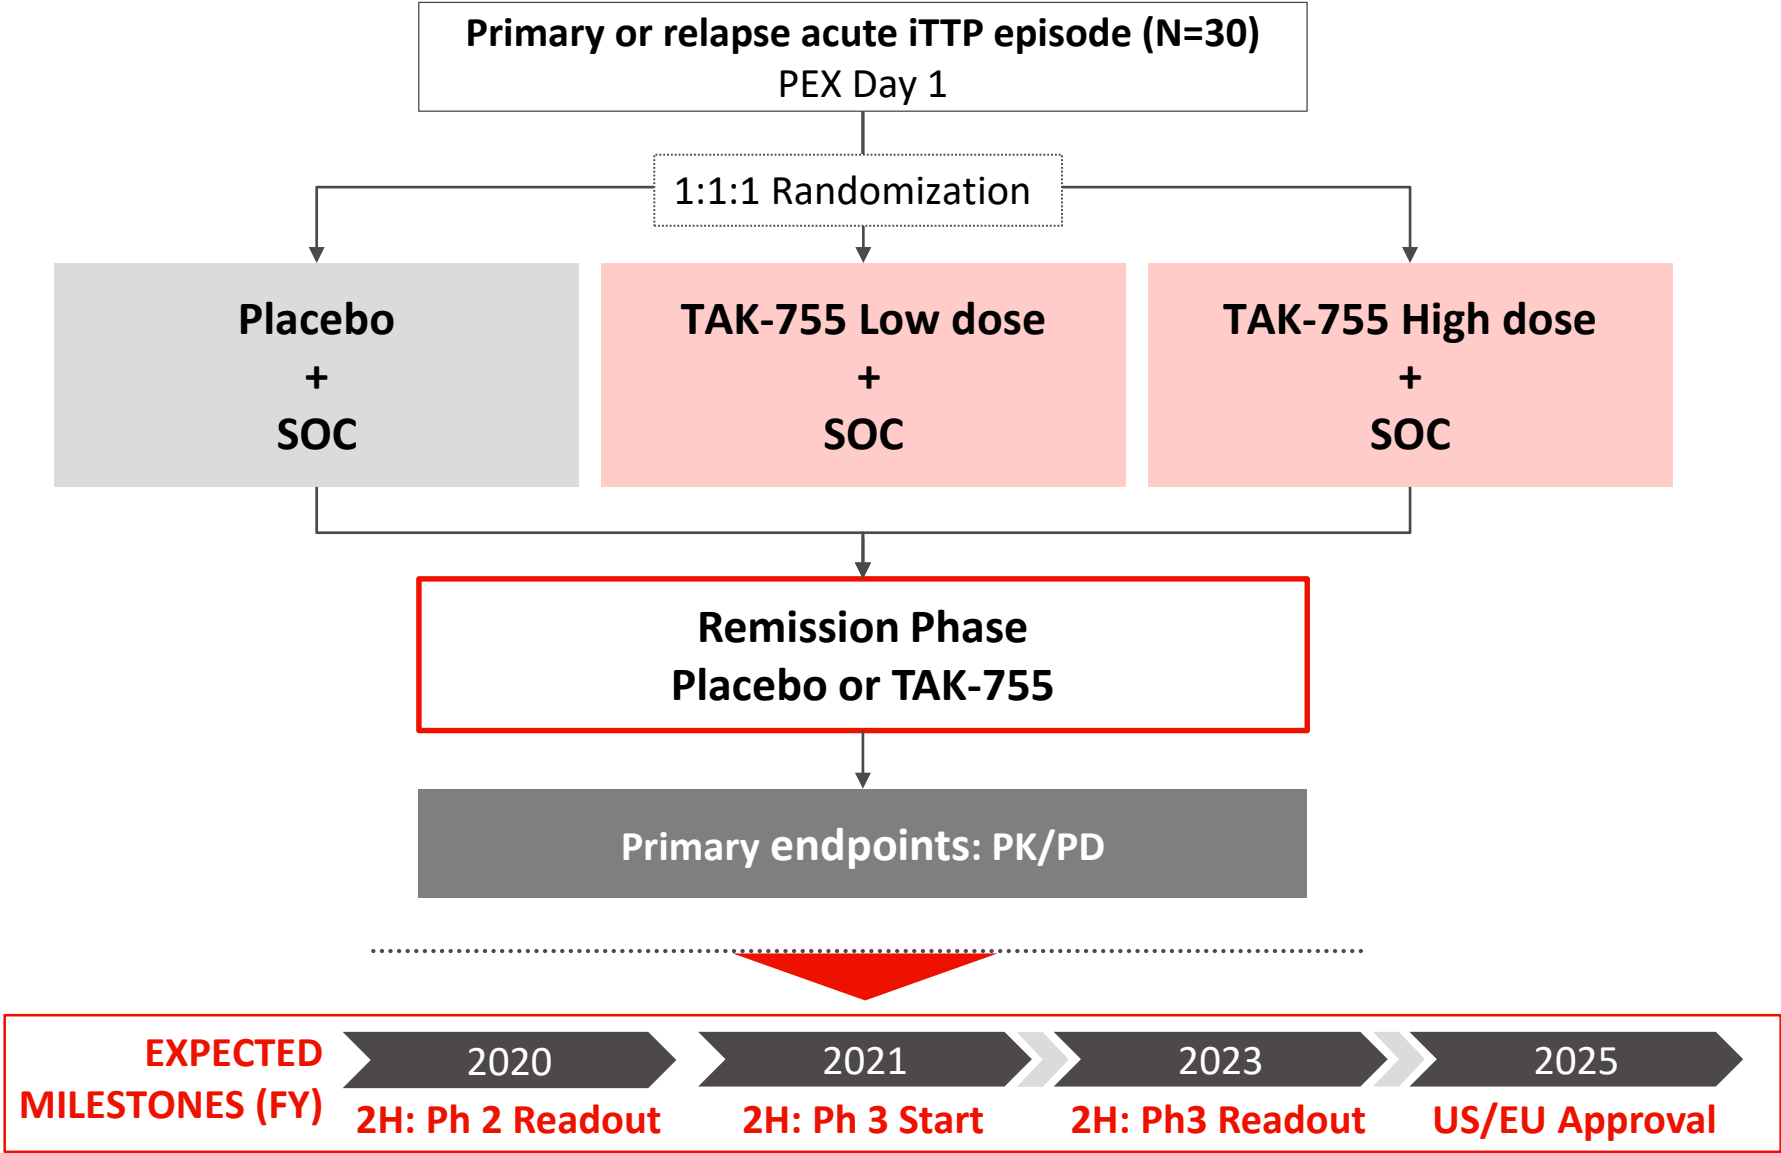 Primary or relapse acute iTTP episode (N=30)
PEX Day 1
1:1:1 Randomization
Placebo
+
SOC
TAK-755 Low dose
+
SOC
TAK-755 High dose
+
SOC
Remission Phase
Placebo or TAK-755
Primary endpoints: PK/PD
EXPECTED
MILESTONES (FY)
2020
2H: Ph 2 Readout
2021
2H: Ph 3 Start
2023
2H: Ph3 Readout
2025
US/EU Approval